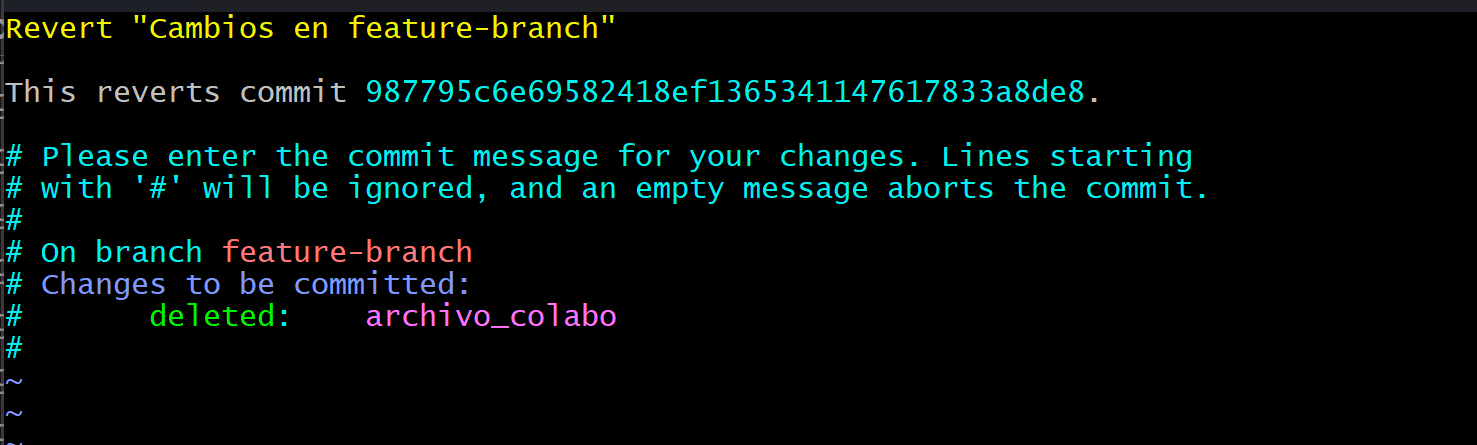 Revert "Cambios en feature-branch"
This reverts commit 987795c6e69582418ef1365341147617833a8de8.
# Please enter the commit message for your changes. Lines starting
# with '#' will be ignored, and an empty message aborts the commit.
#
# On branch feature-branch
# Changes to be committed:
#       deleted:    archivo_colabo
#
~
~
~